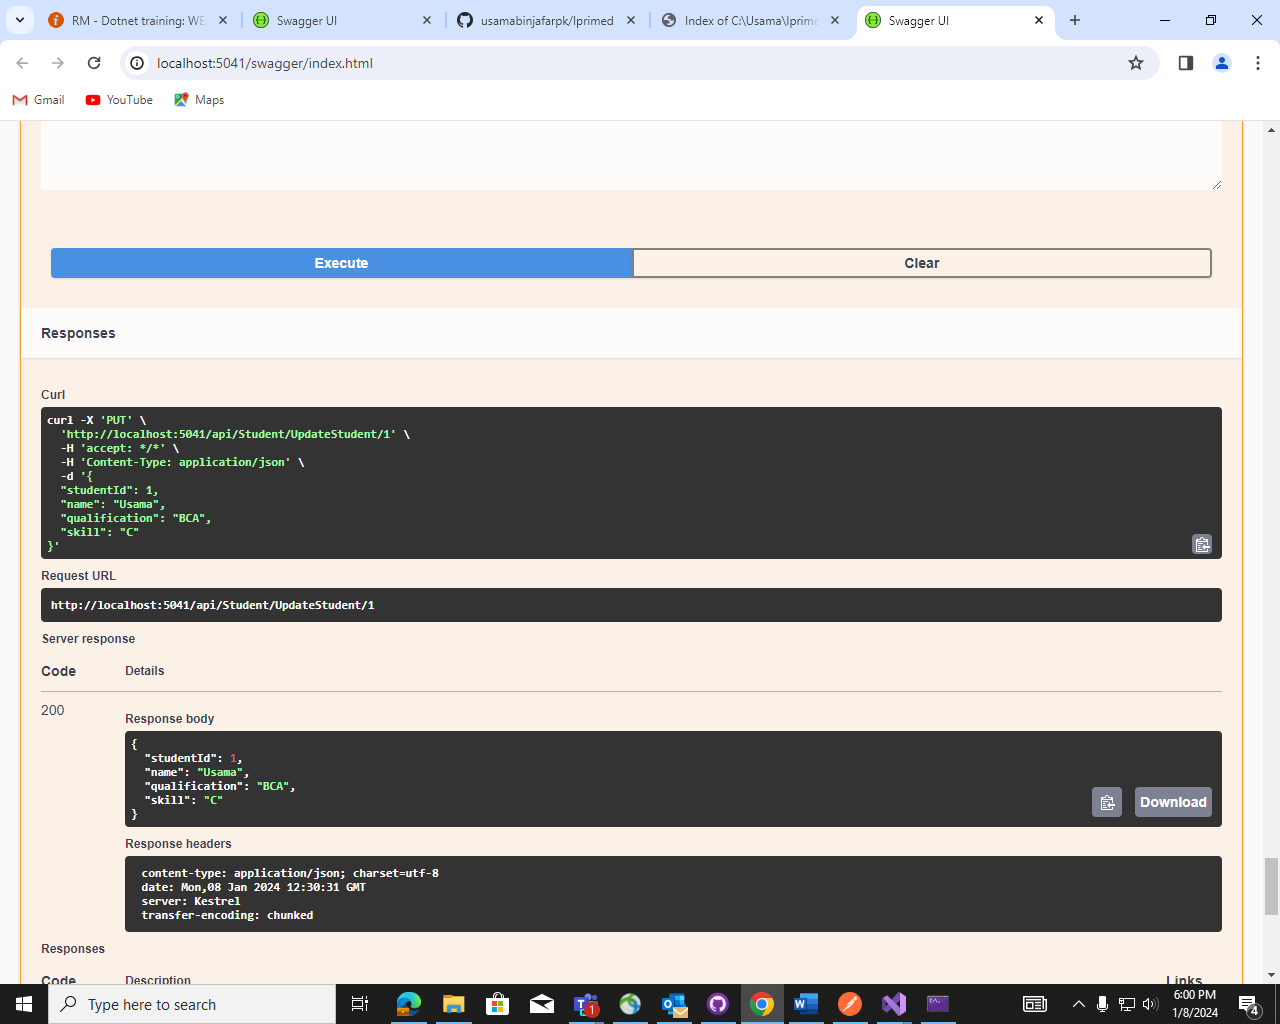 RM - Dotnet training: WE
Swagger UI
usamabinjafarpk/Iprimed
Index of C:\Usama\Iprime
Swagger UI
localhost:5041/swagger/index.html
Gmail
YouTube
Maps
Execute
Clear
Responses
Curl
curl -X 'PUT' \
'http://localhost:5041/api/Student/UpdateStudent/1' \
-H 'accept: */*' \
-H 'Content-Type: application/json' \
-d '{
"studentId": 1,
"name": "Usama",
"qualification": "BCA",
"skill": "C"
}'
Request URL
http://localhost:5041/api/Student/UpdateStudent/1
Server response
Code Details
200
Response body
{
"studentId": 1,
"name": "Usama",
"qualification": "BCA",
"skill": "C"
}
Download
Response headers
content-type: application/json; charset=utf-8
date: Mon,08 Jan 2024 12:30:31 GMT
server: Kestrel
transfer-encoding: chunked
Responses
Code Description Links
Type here to search
1
6:00 PM
1/8/2024
4